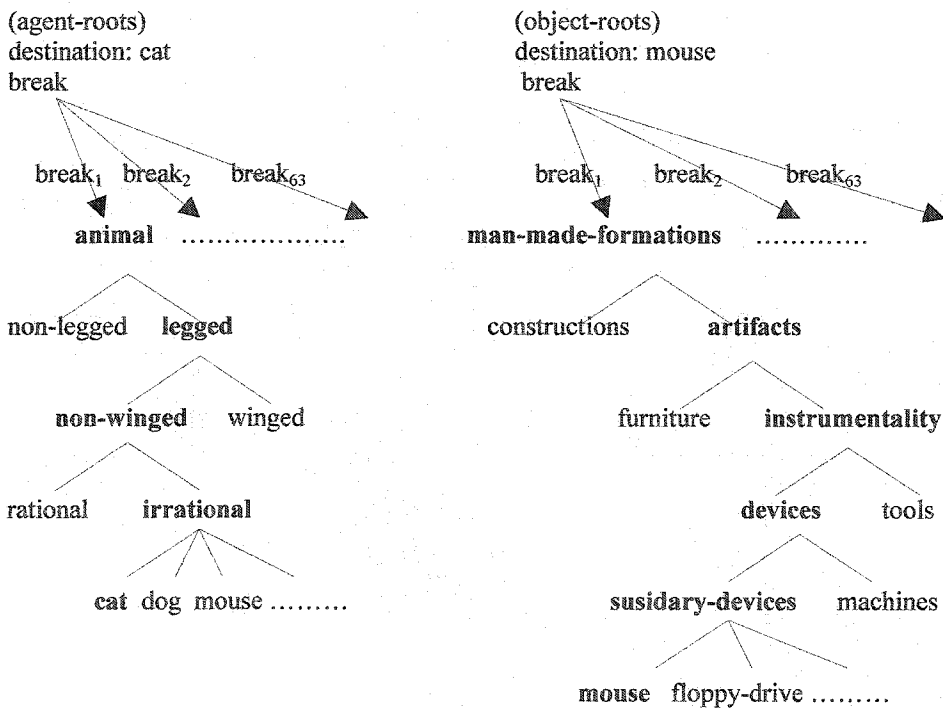 (agent-roots)
destination: cat
break
break₁ break₂ break₆₃
animal ..................
non-legged legged
non-winged winged
rational irrational
cat dog mouse .........
(object-roots)
destination: mouse
break
break₁ break₂ break₆₃
man-made-formations ............
constructions artifacts
furniture instrumentality
devices tools
susidary-devices machines
mouse floppy-drive .........